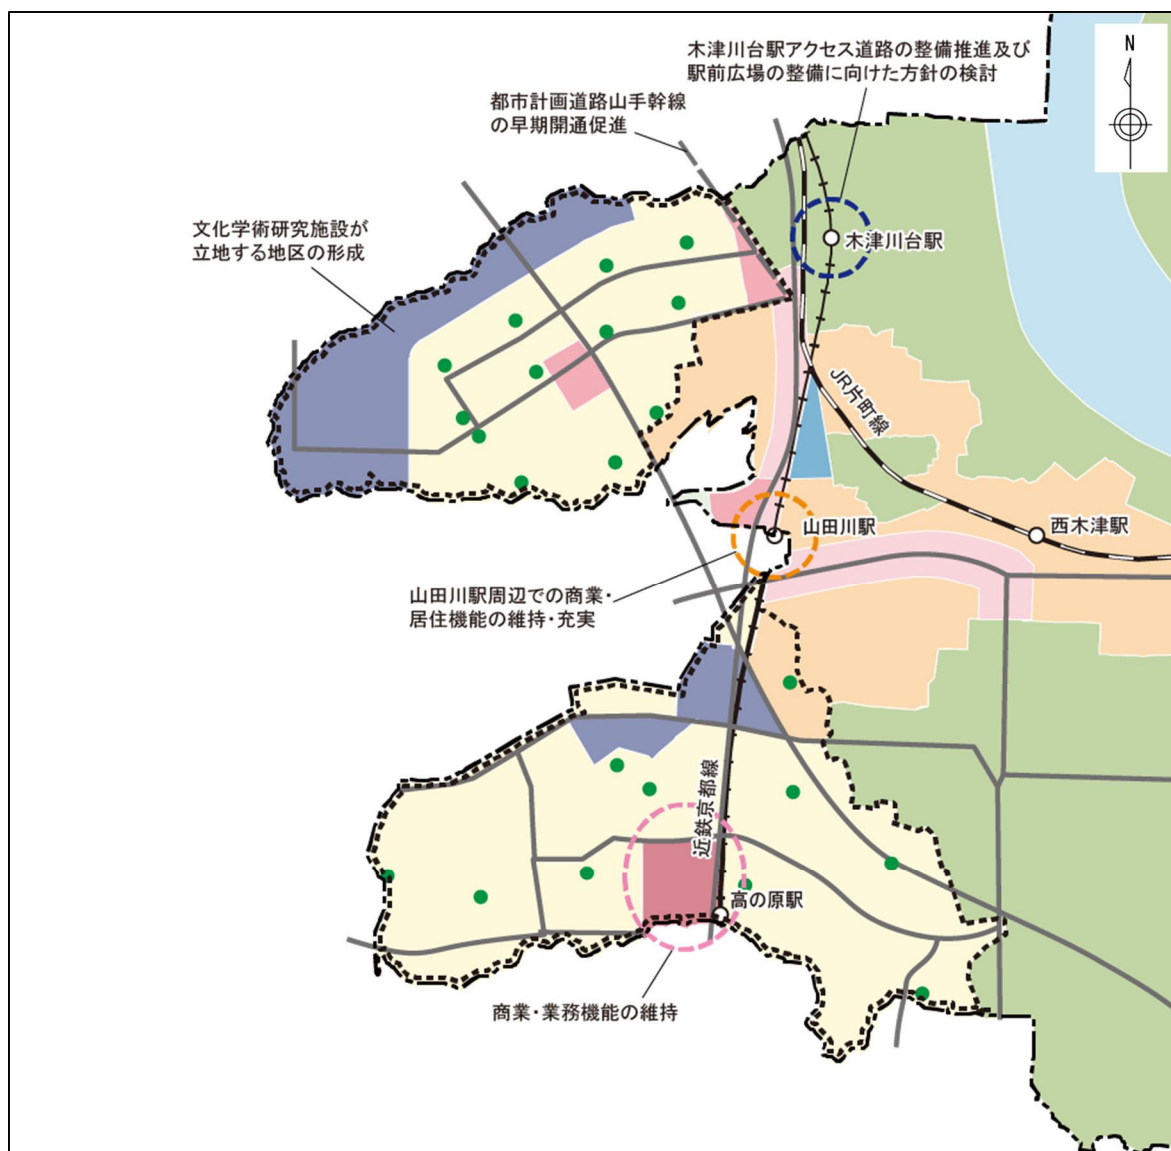 木津川台駅アクセス道路の整備推進及び
駅前広場の整備に向けた方針の検討
N
都市計画道路山手幹線
の早期開通促進
文化学術研究施設が
立地する地区の形成
木津川台駅
JR片町線
山田川駅
西木津駅
山田川駅周辺での商業・
居住機能の維持・充実
近鉄京都線
高の原駅
商業・業務機能の維持